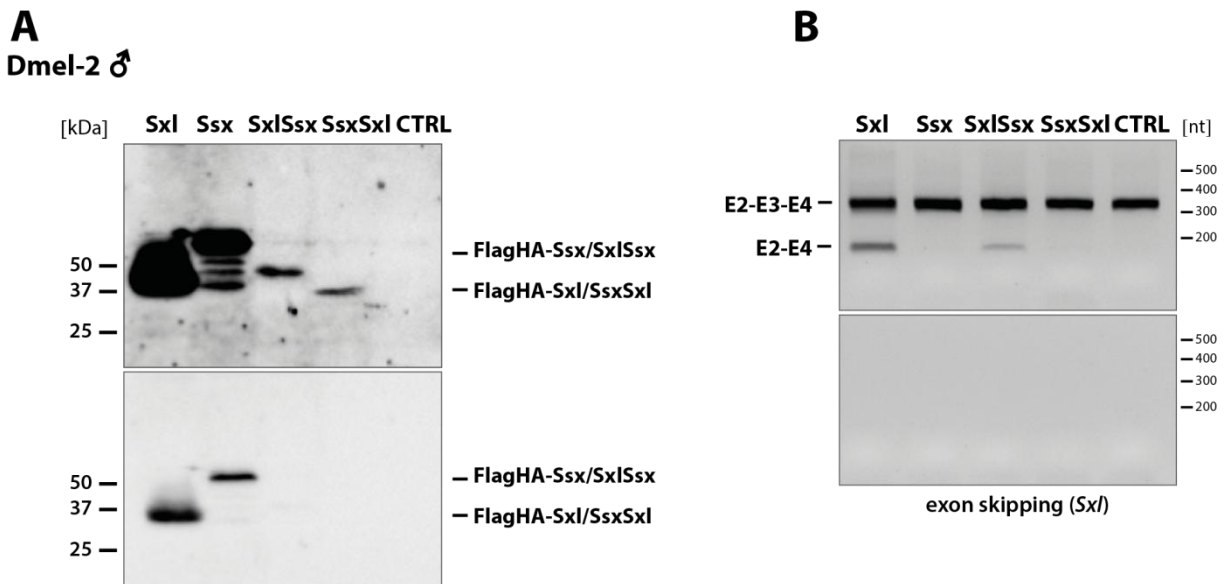 A
Dmel-2 ♂
[kDa] Sxl Ssx SxlSsx SsxSxl CTRL
50
37
25
FlagHA-Ssx/SxlSsx
FlagHA-Sxl/SsxSxl
50
37
25
FlagHA-Ssx/SxlSsx
FlagHA-Sxl/SsxSxl
B
Sxl Ssx SxlSsx SsxSxl CTRL [nt]
E2-E3-E4
E2-E4
500
400
300
200
500
400
300
200
exon skipping (Sxl)